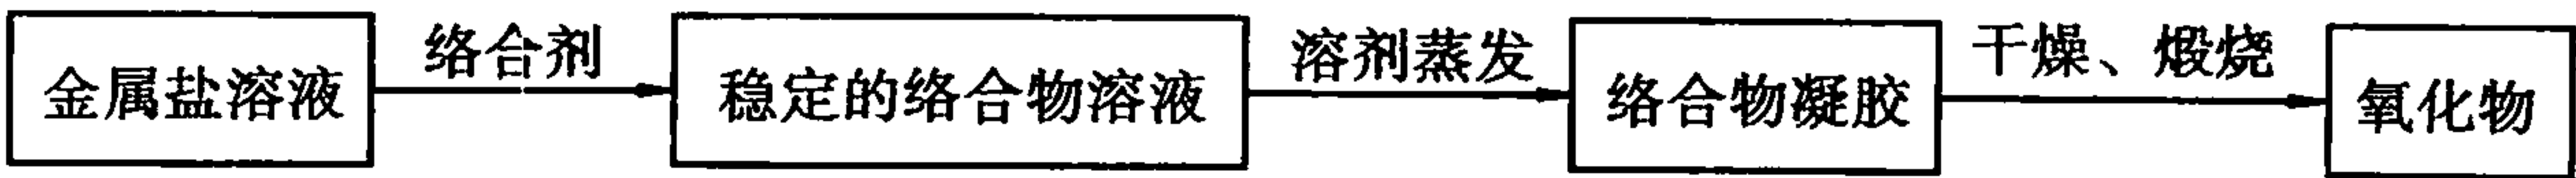 金属盐溶液
络合剂
稳定的络合物溶液
溶剂蒸发
络合物凝胶
干燥、煅烧
氧化物